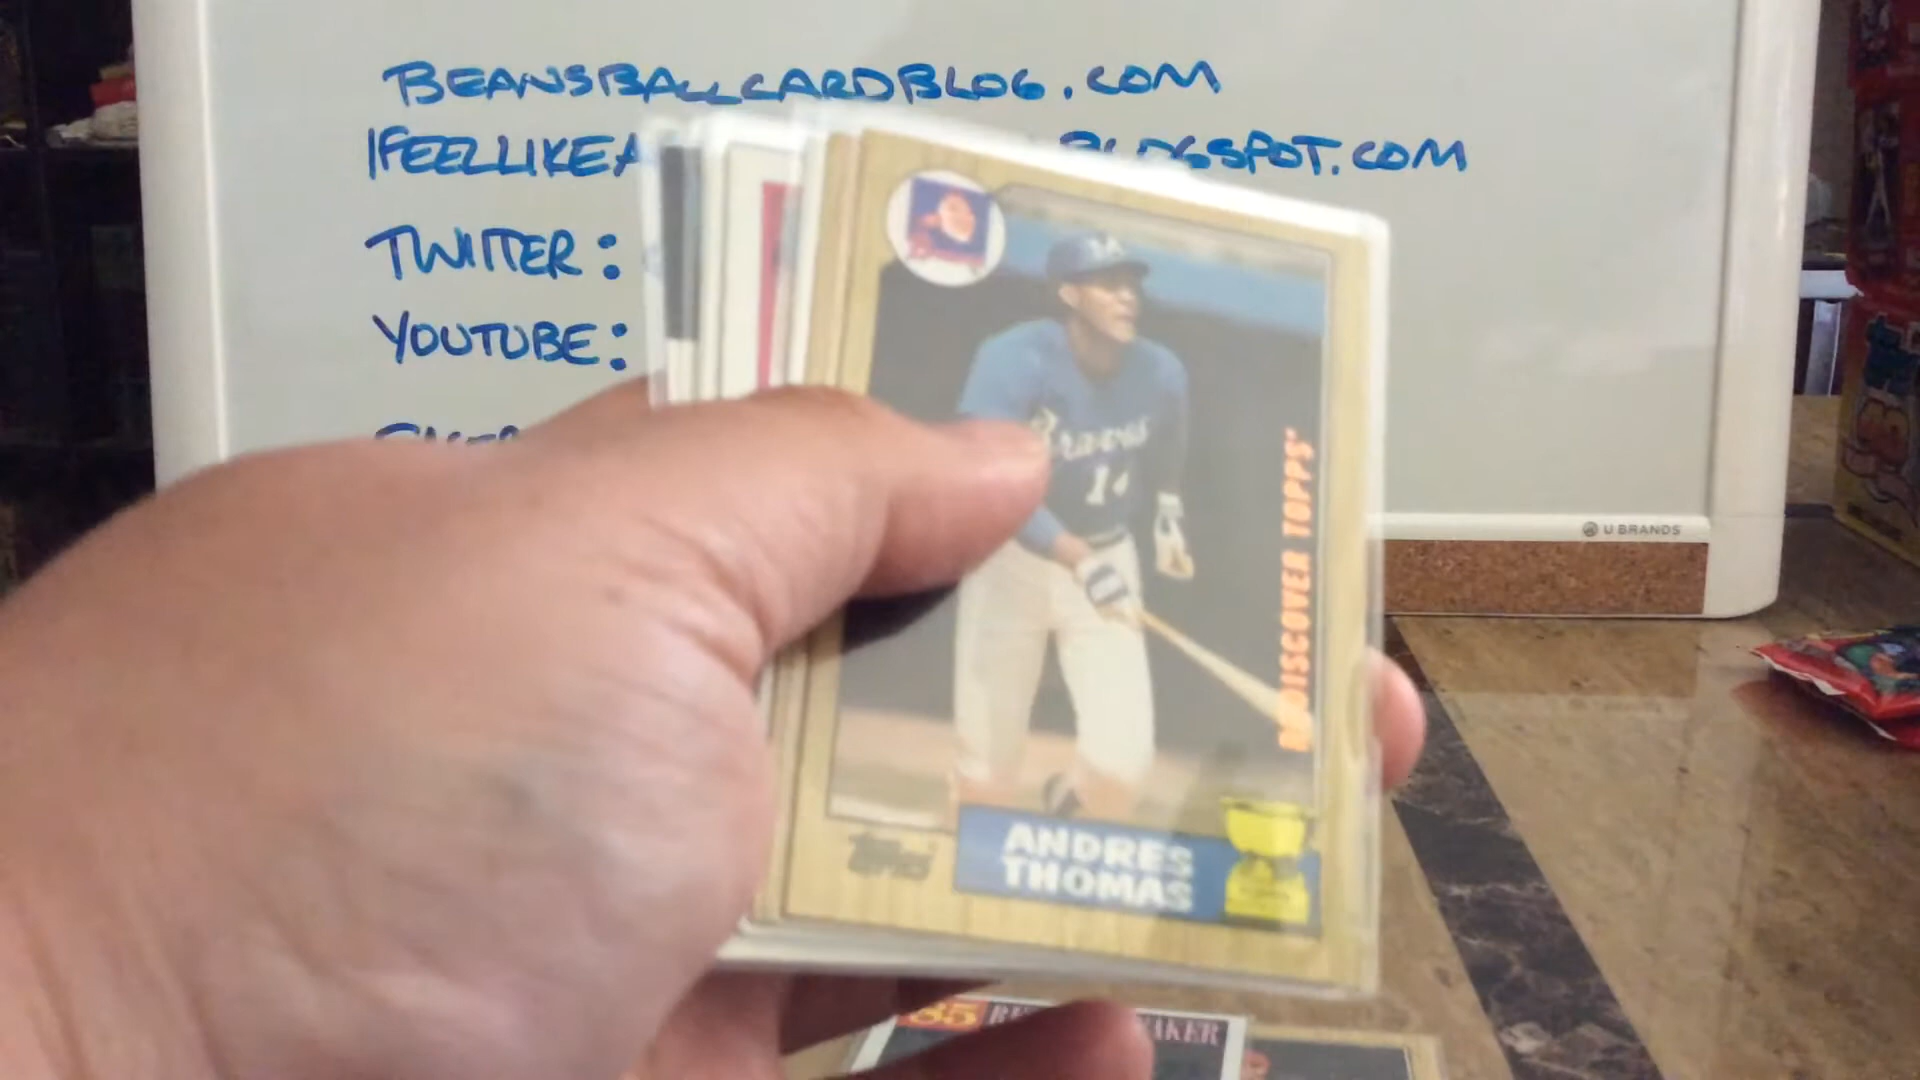 BEANSBALLCARDBLOG.COM
IFEELLIKEA BLOGSPOT.COM
TWITTER:
YOUTUBE:
Braves
14
REDISCOVER TOPPS
Topps
ANDRES
THOMAS
U BRANDS
85